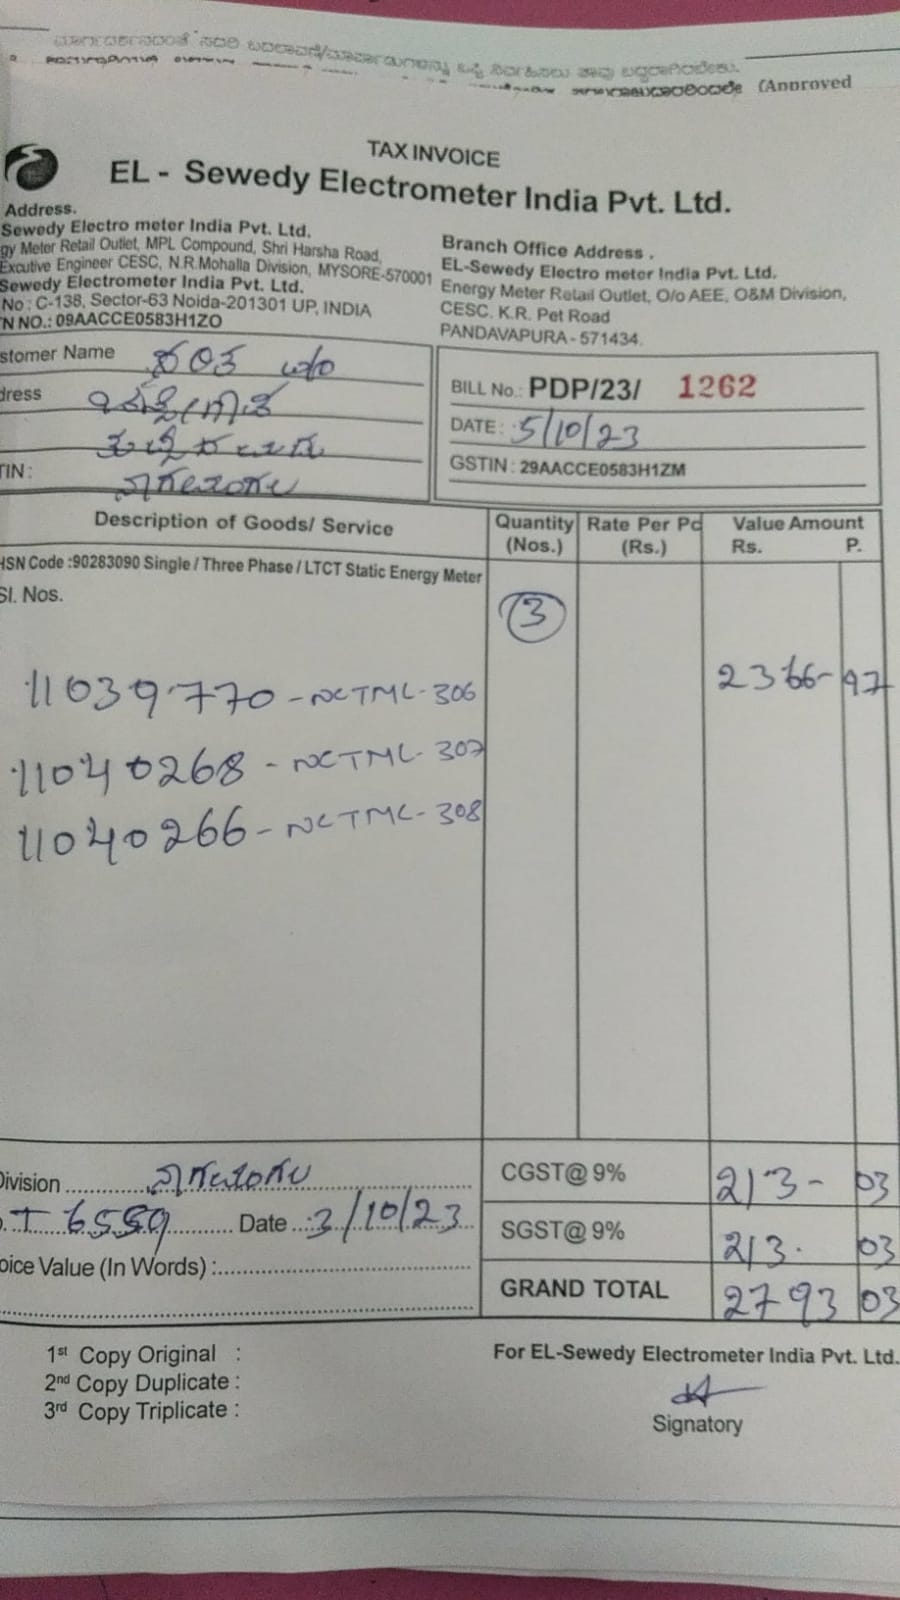 (Approved
TAX INVOICE
EL - Sewedy Electrometer India Pvt. Ltd.
Address.
Sewedy Electro meter India Pvt. Ltd.
gy Meter Retail Outlet, MPL Compound, Shri Harsha Road,
Excutive Engineer CESC, N.R.Mohalla Division, MYSORE-570001
Sewedy Electrometer India Pvt. Ltd.
No : C-138, Sector-63 Noida-201301 UP, INDIA
N NO.: 09AACCE0583H1ZO
Branch Office Address .
EL-Sewedy Electro meter India Pvt. Ltd.
Energy Meter Retail Outlet, O/o AEE, O&M Division,
CESC. K.R. Pet Road
PANDAVAPURA - 571434.
stomer Name
dress
TIN:
BILL No.: PDP/23/ 1262
DATE : 5/10/23
GSTIN : 29AACCE0583H1ZM
Description of Goods/ Service Quantity (Nos.) Rate Per Pc (Rs.) Value Amount Rs. P.
HSN Code :90283090 Single / Three Phase / LTCT Static Energy Meter
Sl. Nos.
3
11039770 - NCTML-306 2366-97
11040268 - NCTML-307
11040266 - NCTML-308
Division
CGST@ 9% 213- 03
6559 Date 3/10/23
SGST@ 9% 213. 03
oice Value (In Words) :
GRAND TOTAL 2793 03
1st Copy Original :
2nd Copy Duplicate :
3rd Copy Triplicate :
For EL-Sewedy Electrometer India Pvt. Ltd.
Signatory